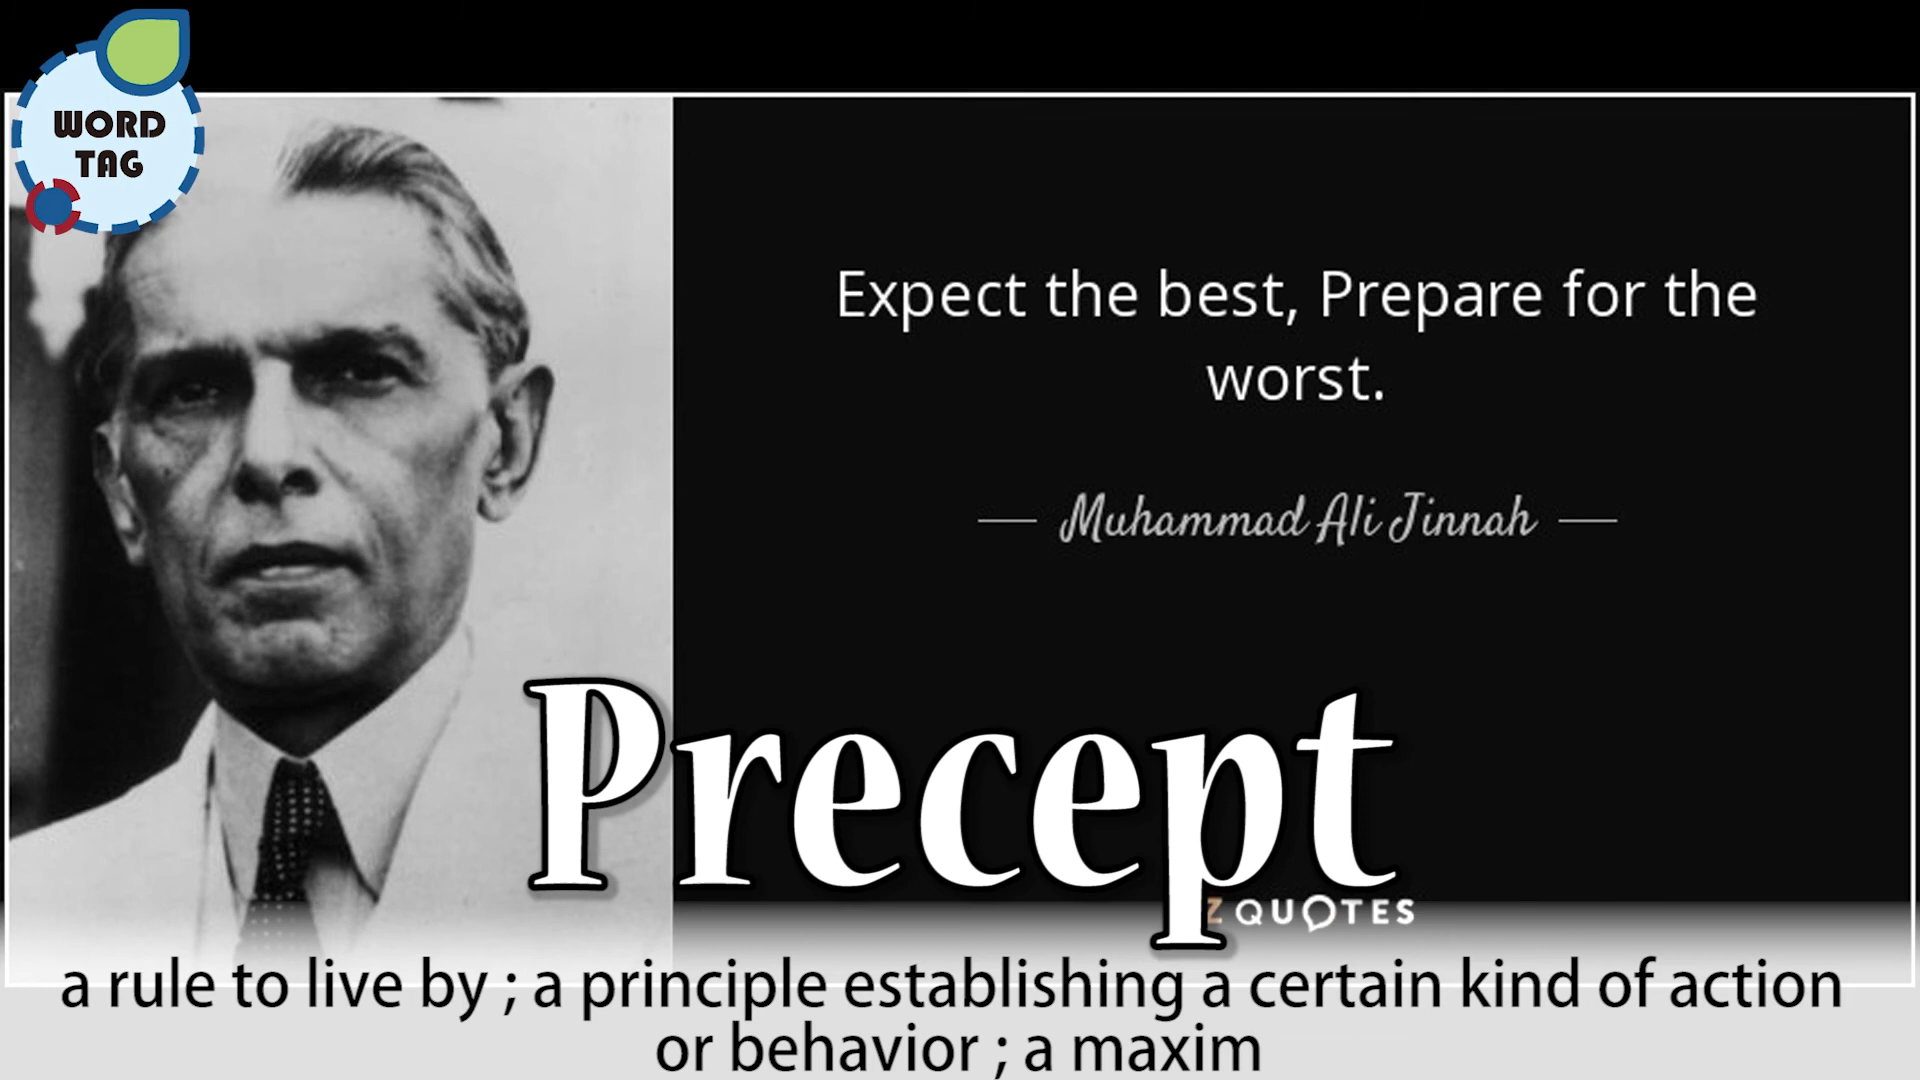 WORD
TAG
Expect the best, Prepare for the
worst.
— Muhammad Ali Jinnah —
Precept
Z QUOTES
a rule to live by ; a principle establishing a certain kind of action
or behavior ; a maxim